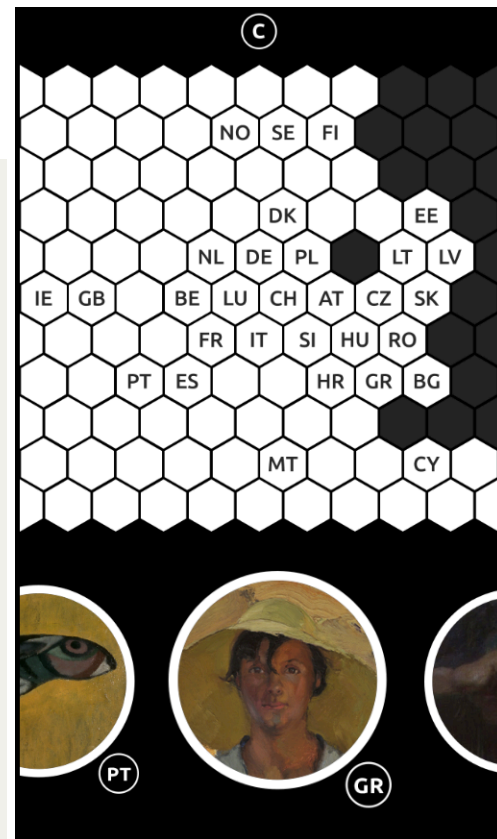 C
NO SE FI
DK EE
NL DE PL LT LV
IE GB BE LU CH AT CZ SK
FR IT SI HU RO
PT ES HR GR BG
MT CY
PT
GR